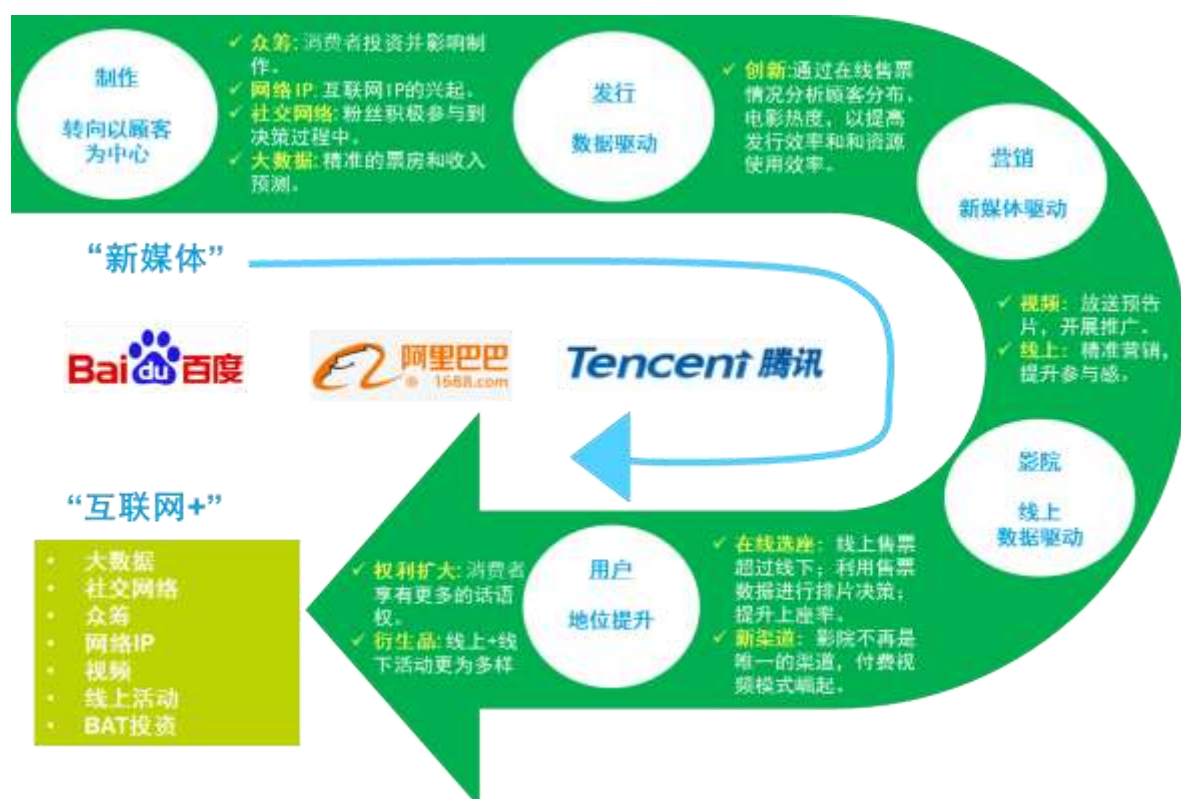 制作
转向以顾客
为中心
✓ 众筹: 消费者投资并影响制
作。
✓ 网络IP: 互联网IP的兴起。
✓ 社交网络: 粉丝积极参与到
决策过程中。
✓ 大数据: 精准的票房和收入
预测。
发行
数据驱动
✓ 创新:通过在线售票
情况分析顾客分布、
电影热度，以提高
发行效率和和资源
使用效率。
营销
新媒体驱动
✓ 视频：放送预告
片，开展推广。
✓ 线上：精准营销，
提升参与感。
影院
线上
数据驱动
✓ 在线选座：线上售票
超过线下；利用售票
数据进行排片决策；
提升上座率。
✓ 新渠道：影院不再是
唯一的渠道，付费视
频模式崛起。
用户
地位提升
✓ 权利扩大: 消费者
享有更多的话语
权。
✓ 衍生品: 线上+线
下活动更为多样
“新媒体”
Bai du 百度
阿里巴巴
1688.com
Tencent 腾讯
“互联网+”
• 大数据
• 社交网络
• 众筹
• 网络IP
• 视频
• 线上活动
• BAT投资